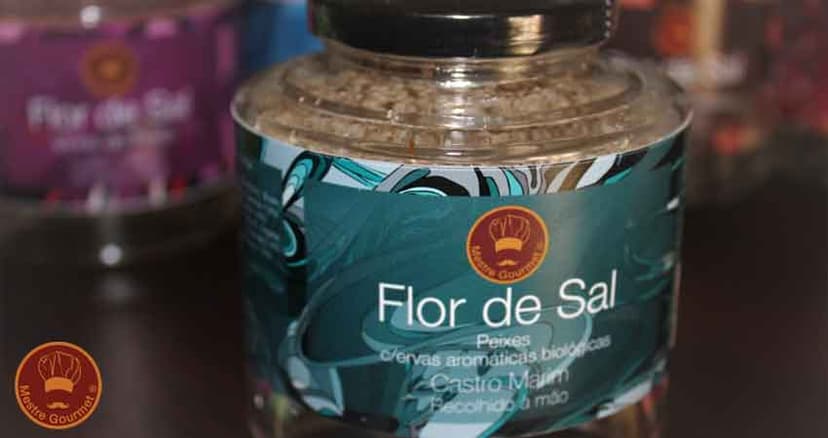 Flor de Sal
Mestre Gourmet ®
Flor de Sal
Peixes
c/ervas aromáticas biológicas
Castro Marim
Recolhido à mão
Mestre Gourmet ®